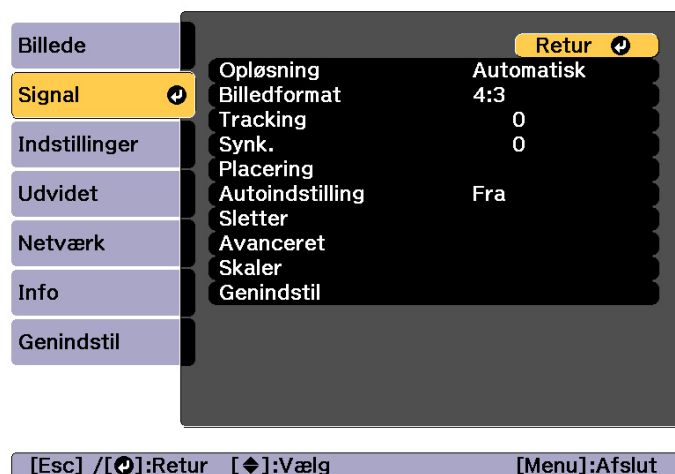 Billede
Signal
Indstillinger
Udvidet
Netværk
Info
Genindstil
Retur
Opløsning Automatisk
Billedformat 4:3
Tracking 0
Synk. 0
Placering
Autoindstilling Fra
Sletter
Avanceret
Skaler
Genindstil
[Esc] /[⏎]:Retur [◆]:Vælg [Menu]:Afslut